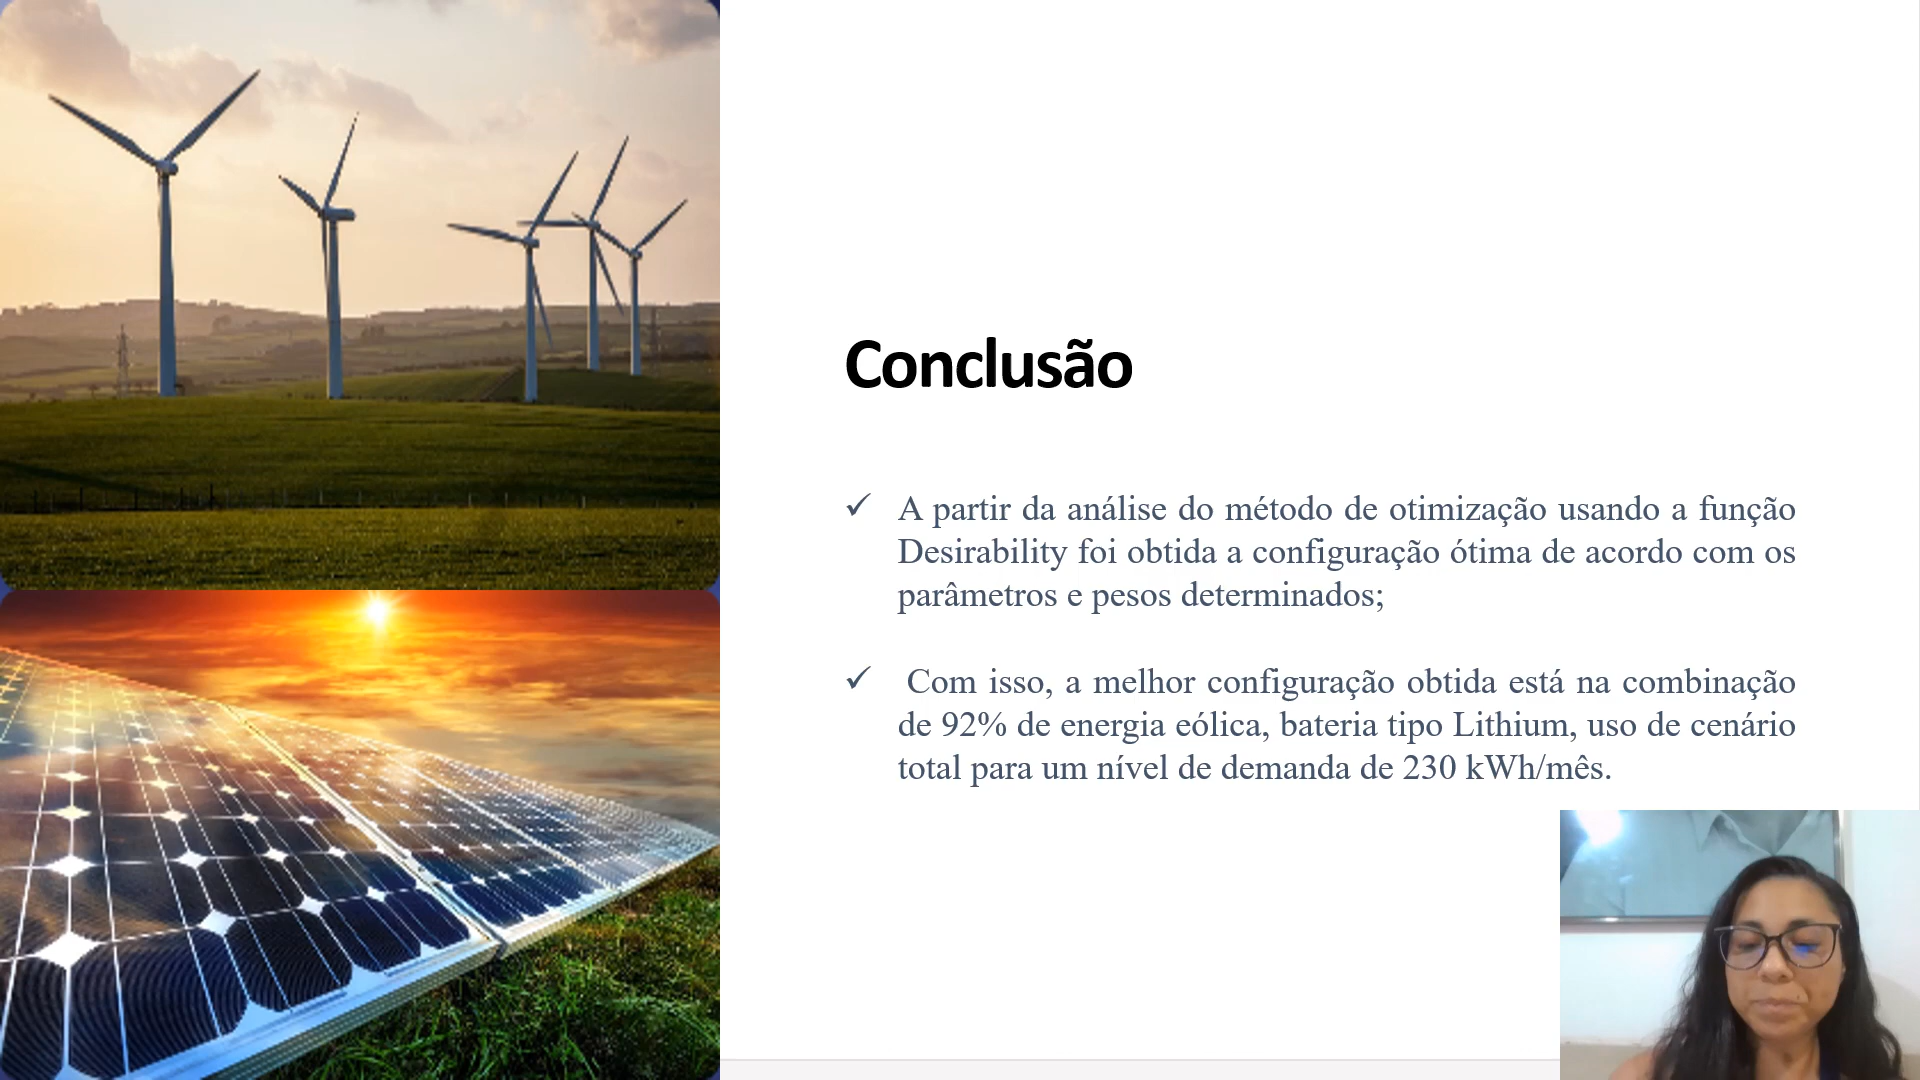 Conclusão
✓ A partir da análise do método de otimização usando a função
Desirability foi obtida a configuração ótima de acordo com os
parâmetros e pesos determinados;
✓ Com isso, a melhor configuração obtida está na combinação
de 92% de energia eólica, bateria tipo Lithium, uso de cenário
total para um nível de demanda de 230 kWh/mês.